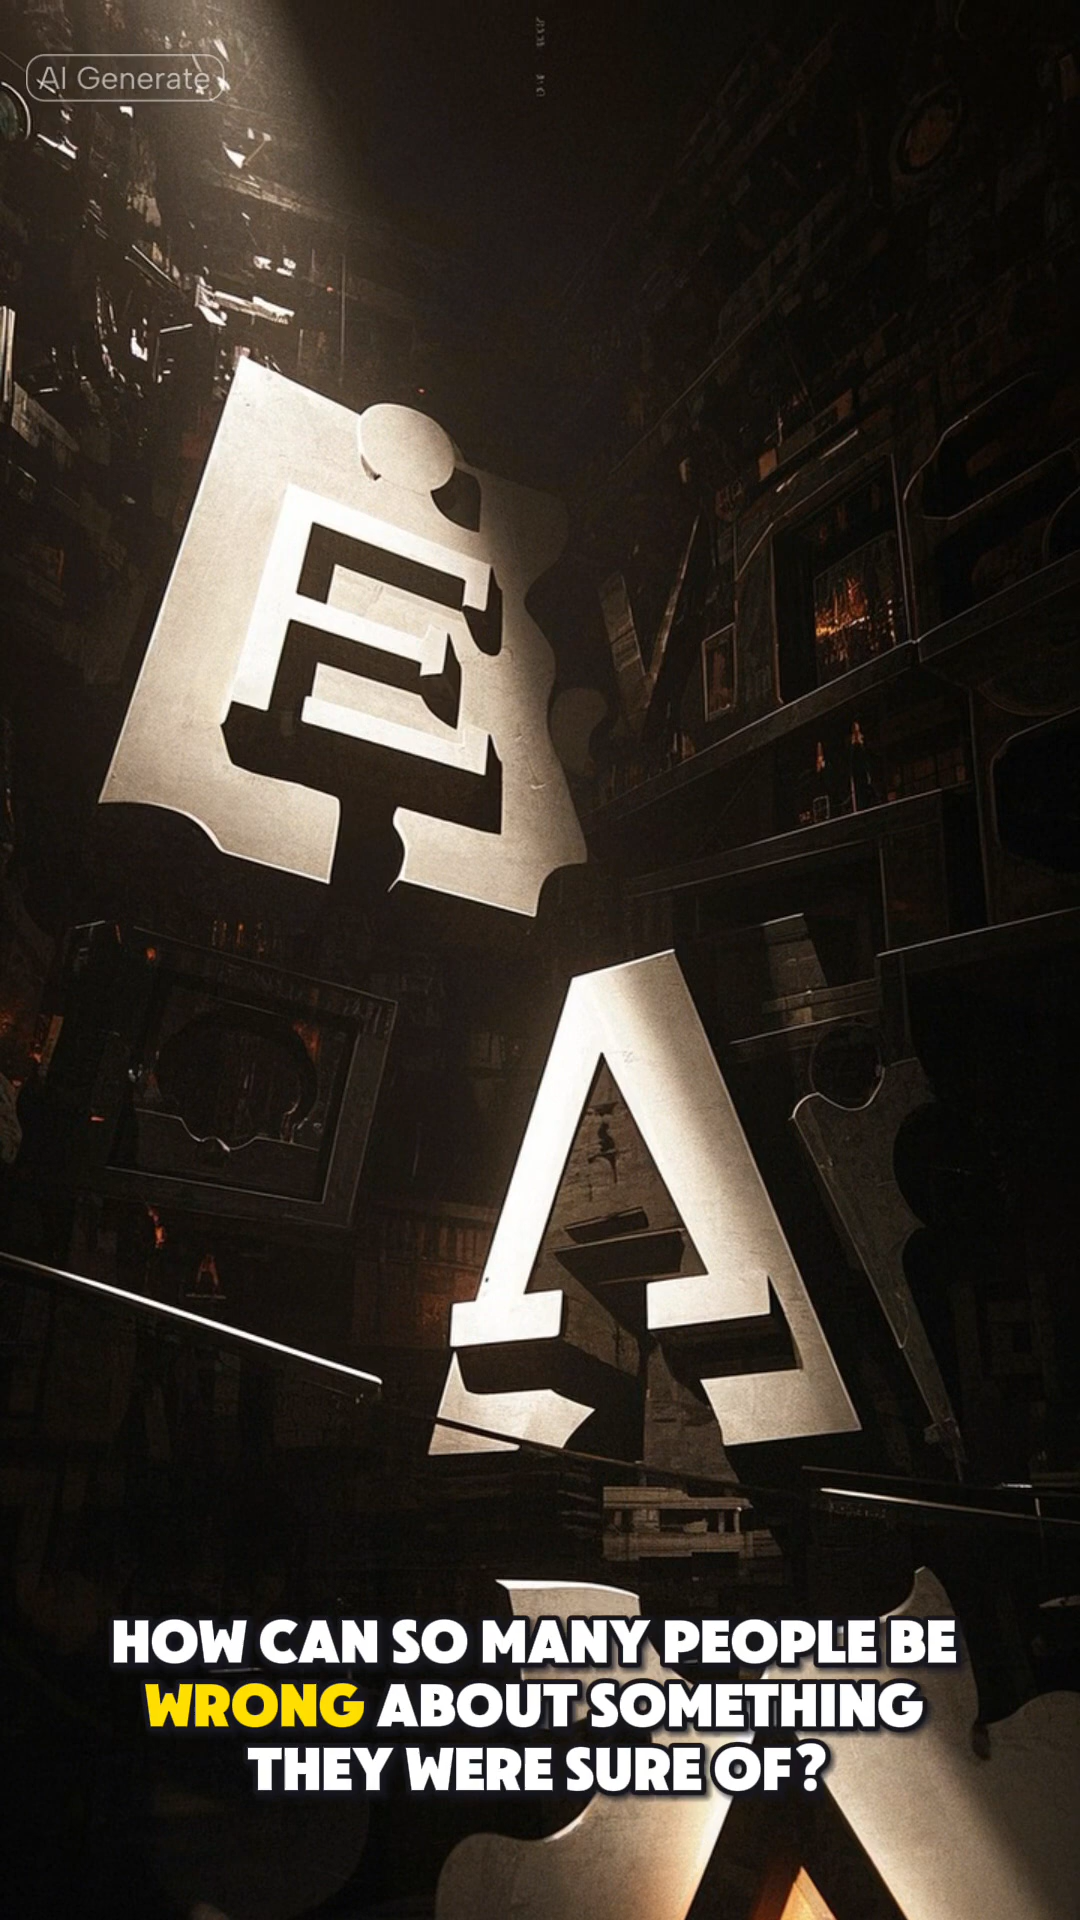 AI Generate
E
A
HOW CAN SO MANY PEOPLE BE
WRONG ABOUT SOMETHING
THEY WERE SURE OF?